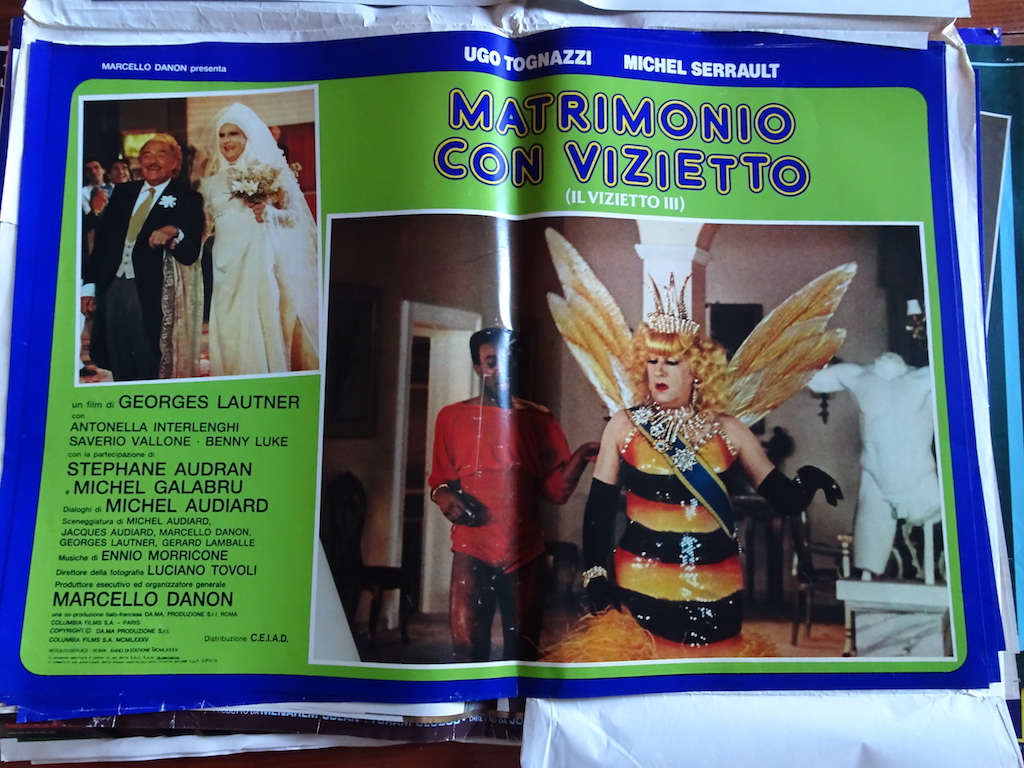 MARCELLO DANON presenta
UGO TOGNAZZI MICHEL SERRAULT
MATRIMONIO
CON VIZIETTO
(IL VIZIETTO III)
un film di GEORGES LAUTNER
con
ANTONELLA INTERLENGHI
SAVERIO VALLONE · BENNY LUKE
con la partecipazione di
STEPHANE AUDRAN
e MICHEL GALABRU
Dialoghi di MICHEL AUDIARD
Sceneggiatura di MICHEL AUDIARD,
JACQUES AUDIARD, MARCELLO DANON,
GEORGES LAUTNER, GERARD LAMBALLE
Musiche di ENNIO MORRICONE
Direttore della fotografia LUCIANO TOVOLI
Produttore esecutivo ed organizzatore generale
MARCELLO DANON
una co-produzione italo-francese DA.MA. PRODUZIONE S.r.l. ROMA
COLUMBIA FILMS S.A. - PARIS
COPYRIGHT © DA.MA PRODUZIONE S.r.l.
COLUMBIA FILMS S.A. MCMLXXXV
Distribuzione C.E.I.A.D.